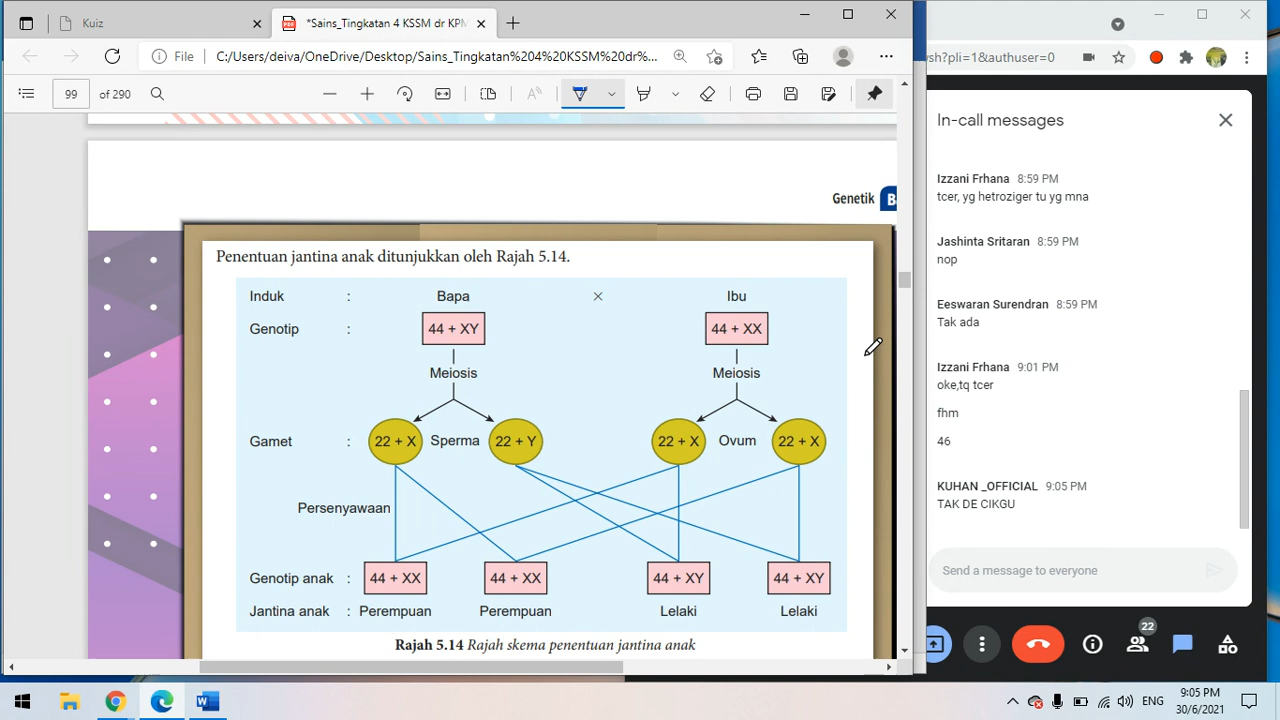 Kuiz
*Sains_Tingkatan 4 KSSM dr KPM
File
C:/Users/deiva/OneDrive/Desktop/Sains_Tingkatan%204%20KSSM%20dr%...
99 of 290
Genetik
Penentuan jantina anak ditunjukkan oleh Rajah 5.14.
Induk : Bapa × Ibu
Genotip : 44 + XY 44 + XX
Meiosis Meiosis
Gamet : 22 + X Sperma 22 + Y 22 + X Ovum 22 + X
Persenyawaan
Genotip anak : 44 + XX 44 + XX 44 + XY 44 + XY
Jantina anak : Perempuan Perempuan Lelaki Lelaki
Rajah 5.14 Rajah skema penentuan jantina anak
wsh?pli=1&authuser=0
In-call messages
Izzani Frhana 8:59 PM
tcer, yg hetroziger tu yg mna
Jashinta Sritaran 8:59 PM
nop
Eeswaran Surendran 8:59 PM
Tak ada
Izzani Frhana 9:01 PM
oke,tq tcer
fhm
46
KUHAN _OFFICIAL 9:05 PM
TAK DE CIKGU
Send a message to everyone
22
ENG
9:05 PM
30/6/2021